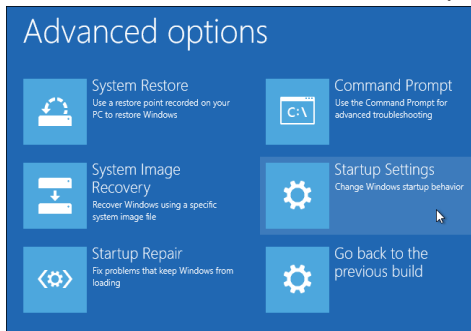 Advanced options
System Restore
Use a restore point recorded on your
PC to restore Windows
Command Prompt
Use the Command Prompt for
advanced troubleshooting
C:\
System Image
Recovery
Recover Windows using a specific
system image file
Startup Settings
Change Windows startup behavior
Startup Repair
Fix problems that keep Windows from
loading
Go back to the
previous build